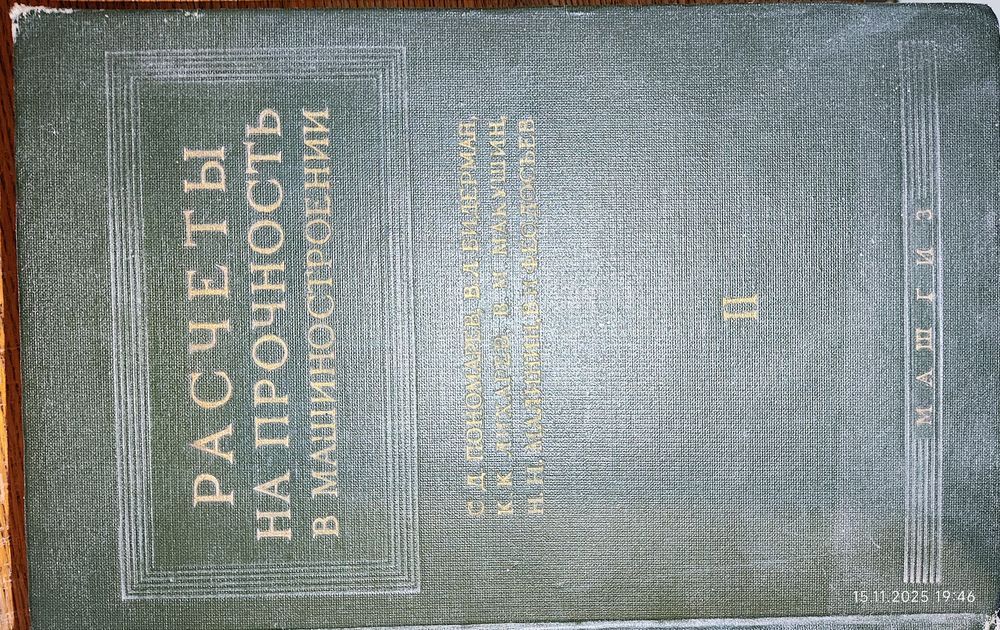 РАСЧЕТЫ
НА ПРОЧНОСТЬ
В МАШИНОСТРОЕНИИ
С. Д. ПОНОМАРЕВ, В. Л. БИДЕРМАН,
К. К. ЛИХАРЕВ, В. М. МАКУШИН,
Н. Н. МАЛИНИН, В. И. ФЕОДОСЬЕВ
II
МАШГИЗ
15.11.2025 19:46